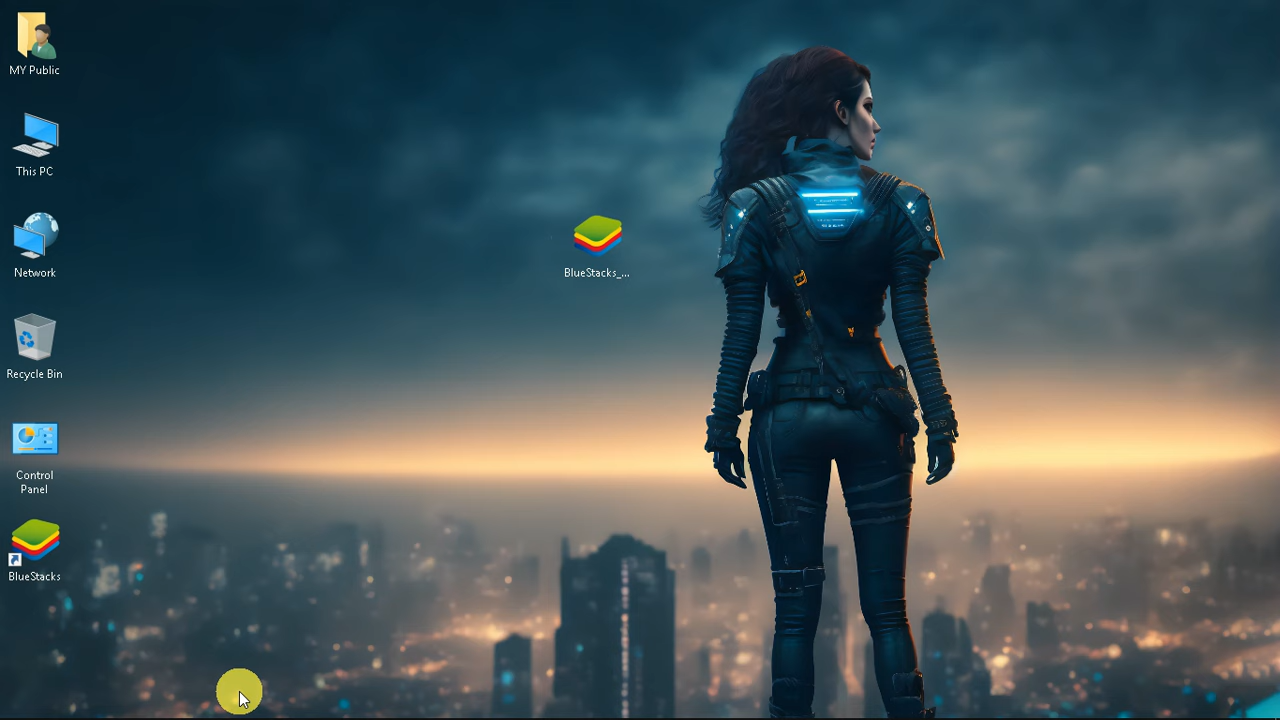 MY Public
This PC
Network
BlueStacks_...
Recycle Bin
Control
Panel
BlueStacks